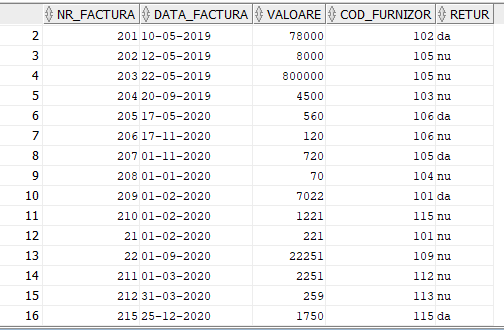 NR_FACTURA DATA_FACTURA VALOARE COD_FURNIZOR RETUR
2 201 10-05-2019 78000 102 da
3 202 12-05-2019 8000 105 nu
4 203 22-05-2019 800000 105 nu
5 204 20-09-2019 4500 103 nu
6 205 17-05-2020 560 106 da
7 206 17-11-2020 120 106 nu
8 207 01-11-2020 720 105 da
9 208 01-01-2020 70 104 nu
10 209 01-02-2020 7022 101 da
11 210 01-02-2020 1221 115 nu
12 21 01-02-2020 221 101 nu
13 22 01-09-2020 22251 109 nu
14 211 01-03-2020 2251 112 nu
15 212 31-03-2020 259 113 nu
16 215 25-12-2020 1750 115 da